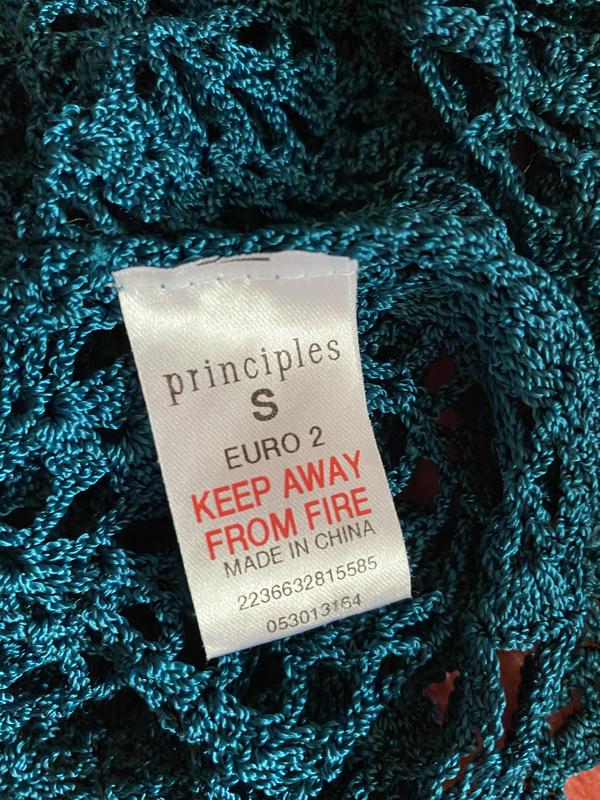 principles
S
EURO 2
KEEP AWAY
FROM FIRE
MADE IN CHINA
2236632815585
053013164